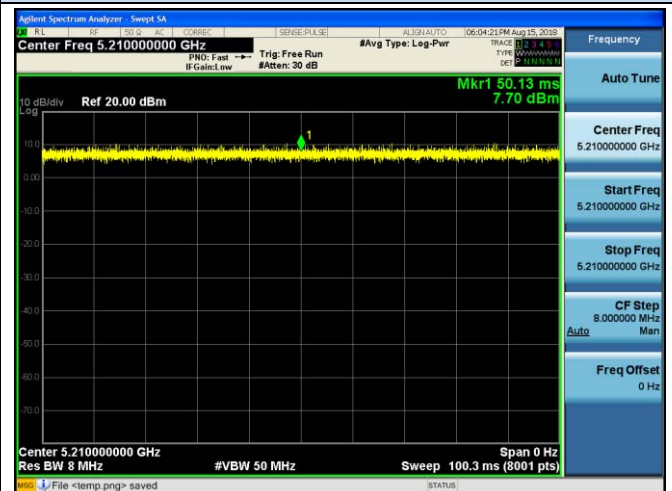 Agilent Spectrum Analyzer - Swept SA
RL RF 50 Ω AC CORREC SENSE:PULSE ALIGNAUTO 06:04:21 PM Aug 15, 2018
Center Freq 5.210000000 GHz
PNO: Fast
IFGain:Low
Trig: Free Run
#Atten: 30 dB
#Avg Type: Log-Pwr
TRACE 1 2 3 4 5 6
TYPE
DET P N N N N N
Mkr1 50.13 ms
7.70 dBm
10 dB/div Ref 20.00 dBm
Log
1
10.0
0.00
-10.0
-20.0
-30.0
-40.0
-50.0
-60.0
-70.0
Center 5.210000000 GHz Span 0 Hz
Res BW 8 MHz #VBW 50 MHz Sweep 100.3 ms (8001 pts)
MSG File <temp.png> saved STATUS
Frequency
Auto Tune
Center Freq
5.210000000 GHz
Start Freq
5.210000000 GHz
Stop Freq
5.210000000 GHz
CF Step
8.000000 MHz
Auto Man
Freq Offset
0 Hz